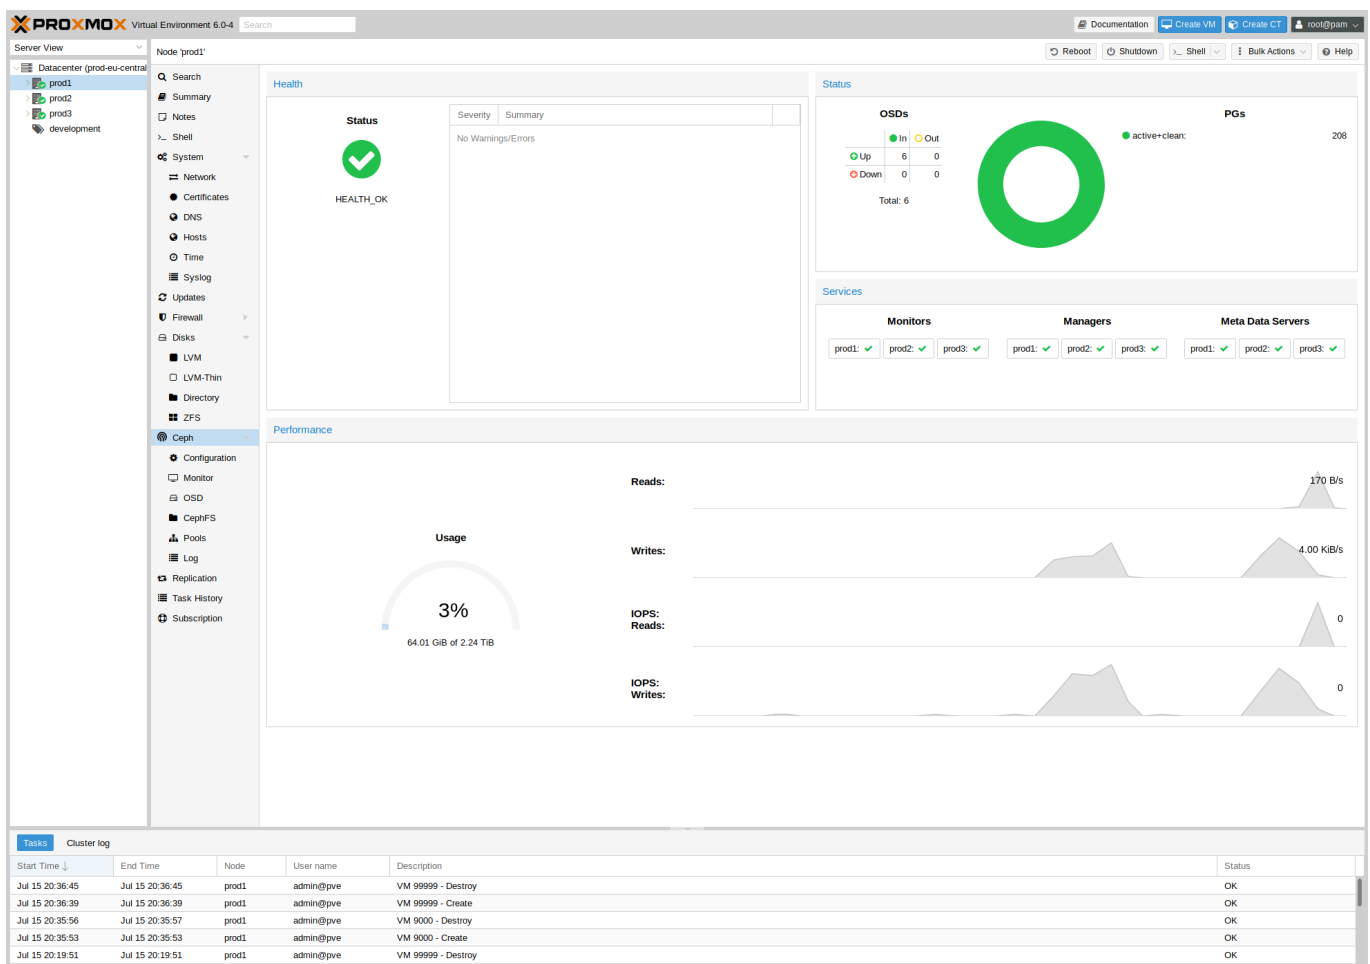 PROXMOX Virtual Environment 6.0-4 Search
Documentation Create VM Create CT root@pam
Server View
Datacenter (prod-eu-central
prod1
prod2
prod3
development
Node 'prod1'
Reboot Shutdown >_ Shell Bulk Actions Help
Search
Summary
Notes
>_ Shell
System
Network
Certificates
DNS
Hosts
Time
Syslog
Updates
Firewall
Disks
LVM
LVM-Thin
Directory
ZFS
Ceph
Configuration
Monitor
OSD
CephFS
Pools
Log
Replication
Task History
Subscription
Health
Status
HEALTH_OK
Severity Summary
No Warnings/Errors
Status
OSDs
In Out
Up 6 0
Down 0 0
Total: 6
PGs
active+clean: 208
Services
Monitors
prod1: prod2: prod3:
Managers
prod1: prod2: prod3:
Meta Data Servers
prod1: prod2: prod3:
Performance
Usage
3%
64.01 GiB of 2.24 TiB
Reads:
170 B/s
Writes:
4.00 KiB/s
IOPS:
Reads:
0
IOPS:
Writes:
0
Tasks Cluster log
Start Time End Time Node User name Description Status
Jul 15 20:36:45 Jul 15 20:36:45 prod1 admin@pve VM 99999 - Destroy OK
Jul 15 20:36:39 Jul 15 20:36:39 prod1 admin@pve VM 99999 - Create OK
Jul 15 20:35:56 Jul 15 20:35:57 prod1 admin@pve VM 9000 - Destroy OK
Jul 15 20:35:53 Jul 15 20:35:53 prod1 admin@pve VM 9000 - Create OK
Jul 15 20:19:51 Jul 15 20:19:51 prod1 admin@pve VM 99999 - Destroy OK